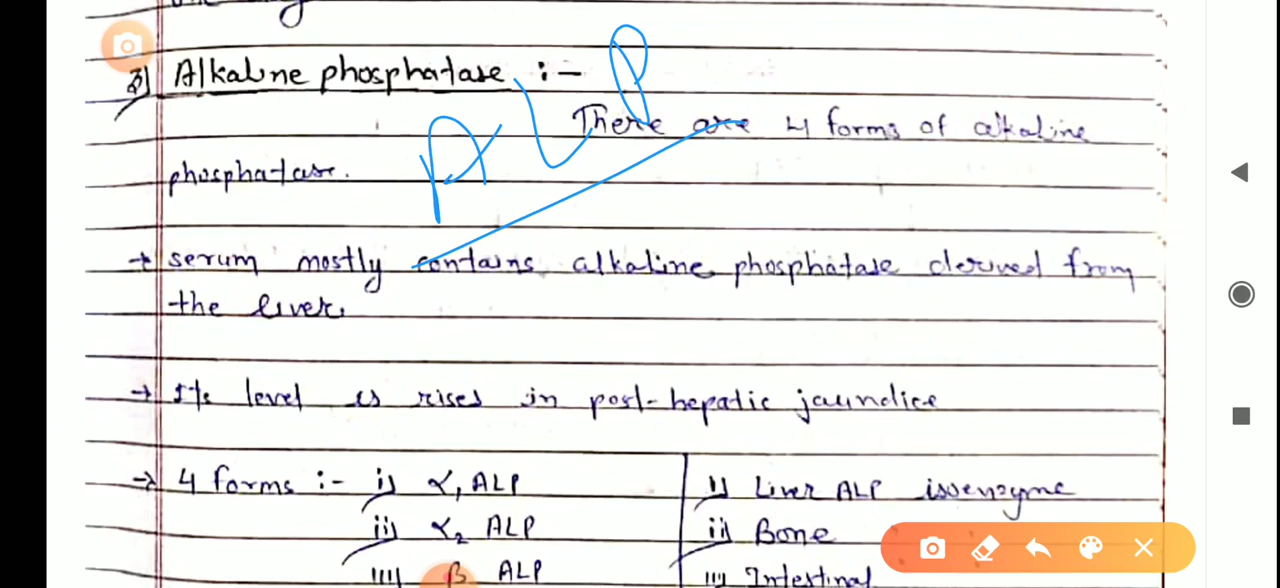 3) Alkaline phosphatase :-
ALP
There are 4 forms of alkaline
phosphatase.
→ serum mostly contains alkaline phosphatase derived from
the liver.
→ Its level is rises in post-hepatic jaundice
→ 4 forms :- i) α1 ALP
ii) α2 ALP
iii) β ALP
i) Liver ALP isoenzyme
ii) Bone
iii) Intestinal